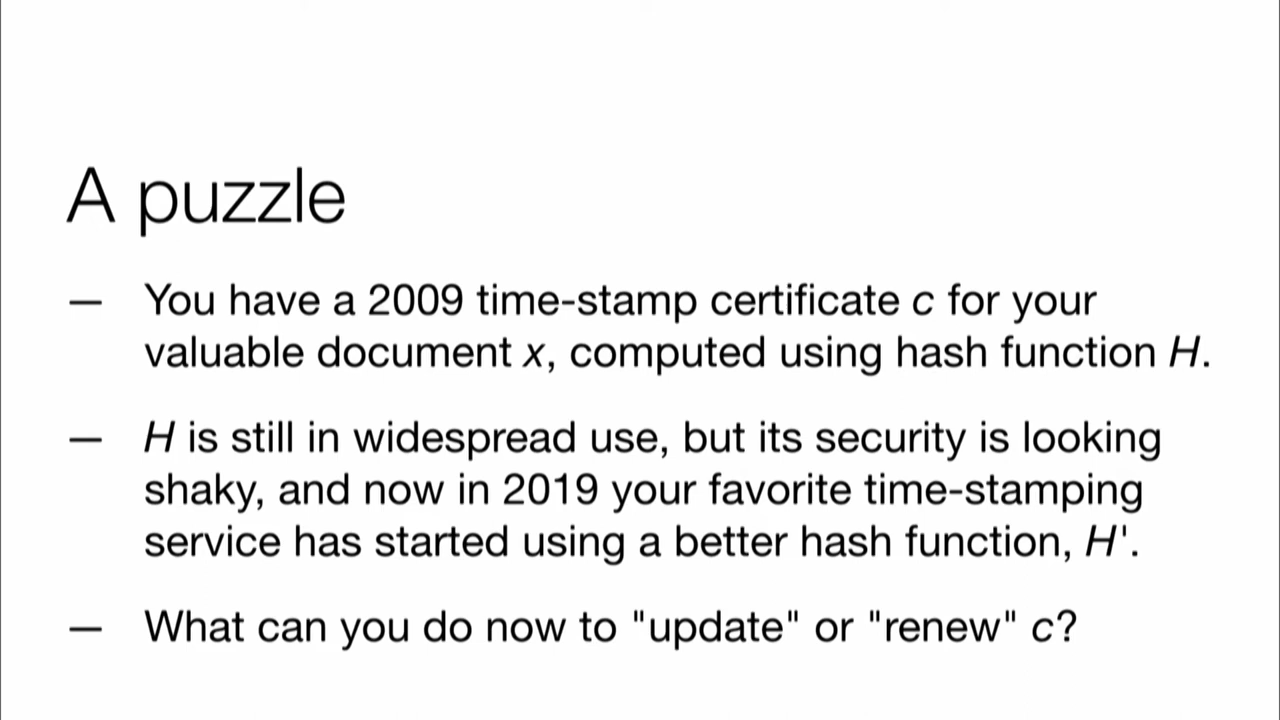 A puzzle
— You have a 2009 time-stamp certificate c for your
valuable document x, computed using hash function H.
— H is still in widespread use, but its security is looking
shaky, and now in 2019 your favorite time-stamping
service has started using a better hash function, H'.
— What can you do now to "update" or "renew" c?